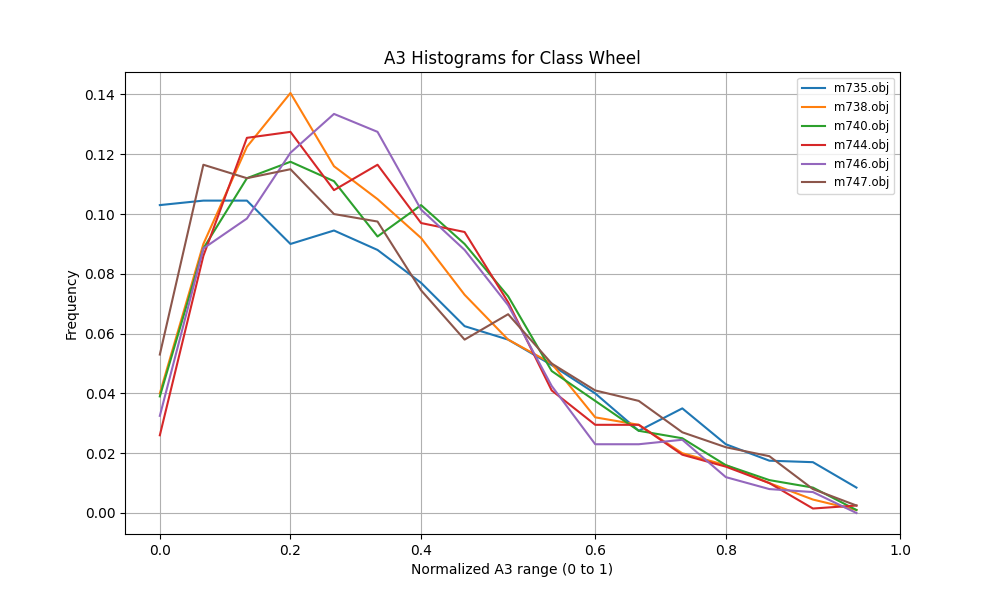 A3 Histograms for Class Wheel
0.14
0.12
0.10
0.08
0.06
0.04
0.02
0.00
Frequency
m735.obj
m738.obj
m740.obj
m744.obj
m746.obj
m747.obj
0.0 0.2 0.4 0.6 0.8 1.0
Normalized A3 range (0 to 1)